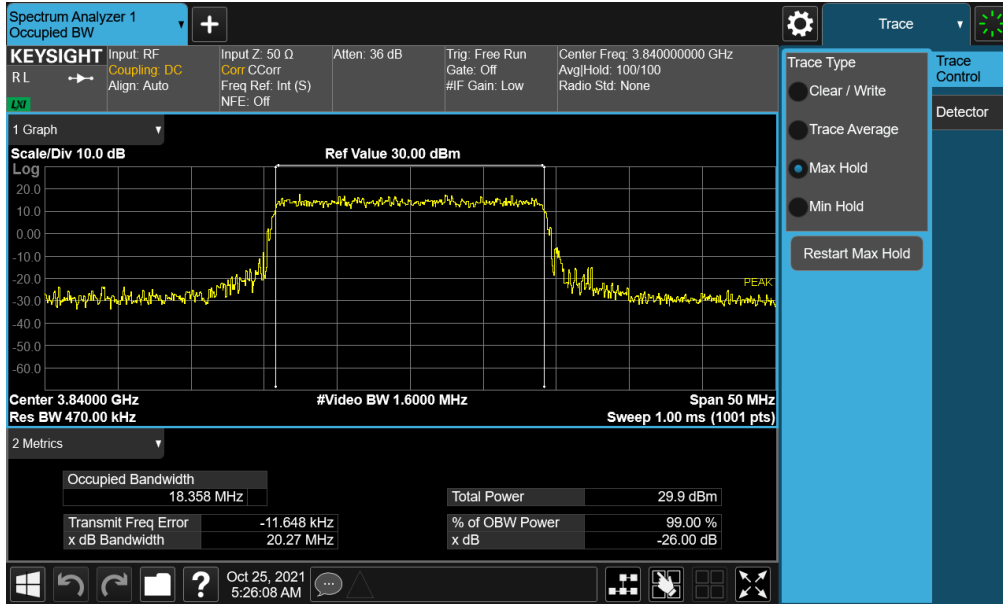 Spectrum Analyzer 1
Occupied BW
Trace
KEYSIGHT
RL
LXI
Input: RF
Coupling: DC
Align: Auto
Input Z: 50 Ω
Corr CCorr
Freq Ref: Int (S)
NFE: Off
Atten: 36 dB
Trig: Free Run
Gate: Off
#IF Gain: Low
Center Freq: 3.840000000 GHz
Avg|Hold: 100/100
Radio Std: None
Trace Type
Clear / Write
Trace Average
Max Hold
Min Hold
Restart Max Hold
Trace
Control
Detector
1 Graph
Scale/Div 10.0 dB
Ref Value 30.00 dBm
Log
20.0
10.0
0.00
-10.0
-20.0
-30.0
-40.0
-50.0
-60.0
PEAK
Center 3.84000 GHz
#Video BW 1.6000 MHz
Span 50 MHz
Res BW 470.00 kHz
Sweep 1.00 ms (1001 pts)
2 Metrics
Occupied Bandwidth
18.358 MHz
Total Power 29.9 dBm
Transmit Freq Error -11.648 kHz
% of OBW Power 99.00 %
x dB Bandwidth 20.27 MHz
x dB -26.00 dB
?
Oct 25, 2021
5:26:08 AM